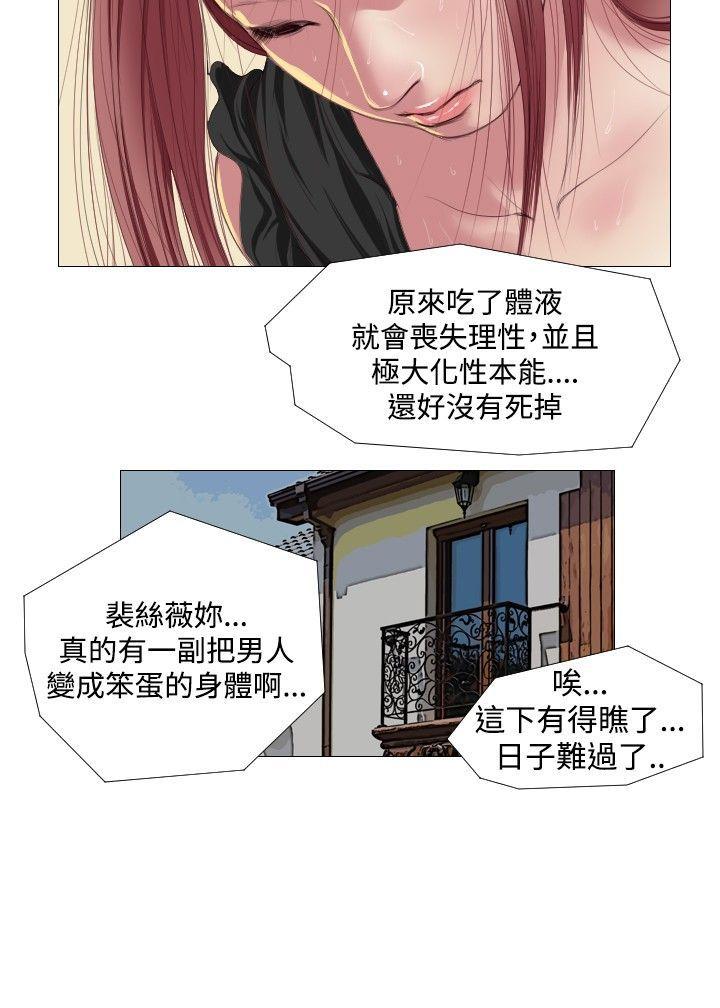 原來吃了體液
就會喪失理性,並且
極大化性本能....
還好沒有死掉
裴絲薇妳...
真的有一副把男人
變成笨蛋的身體啊...
唉...
這下有得瞧了...
日子難過了..